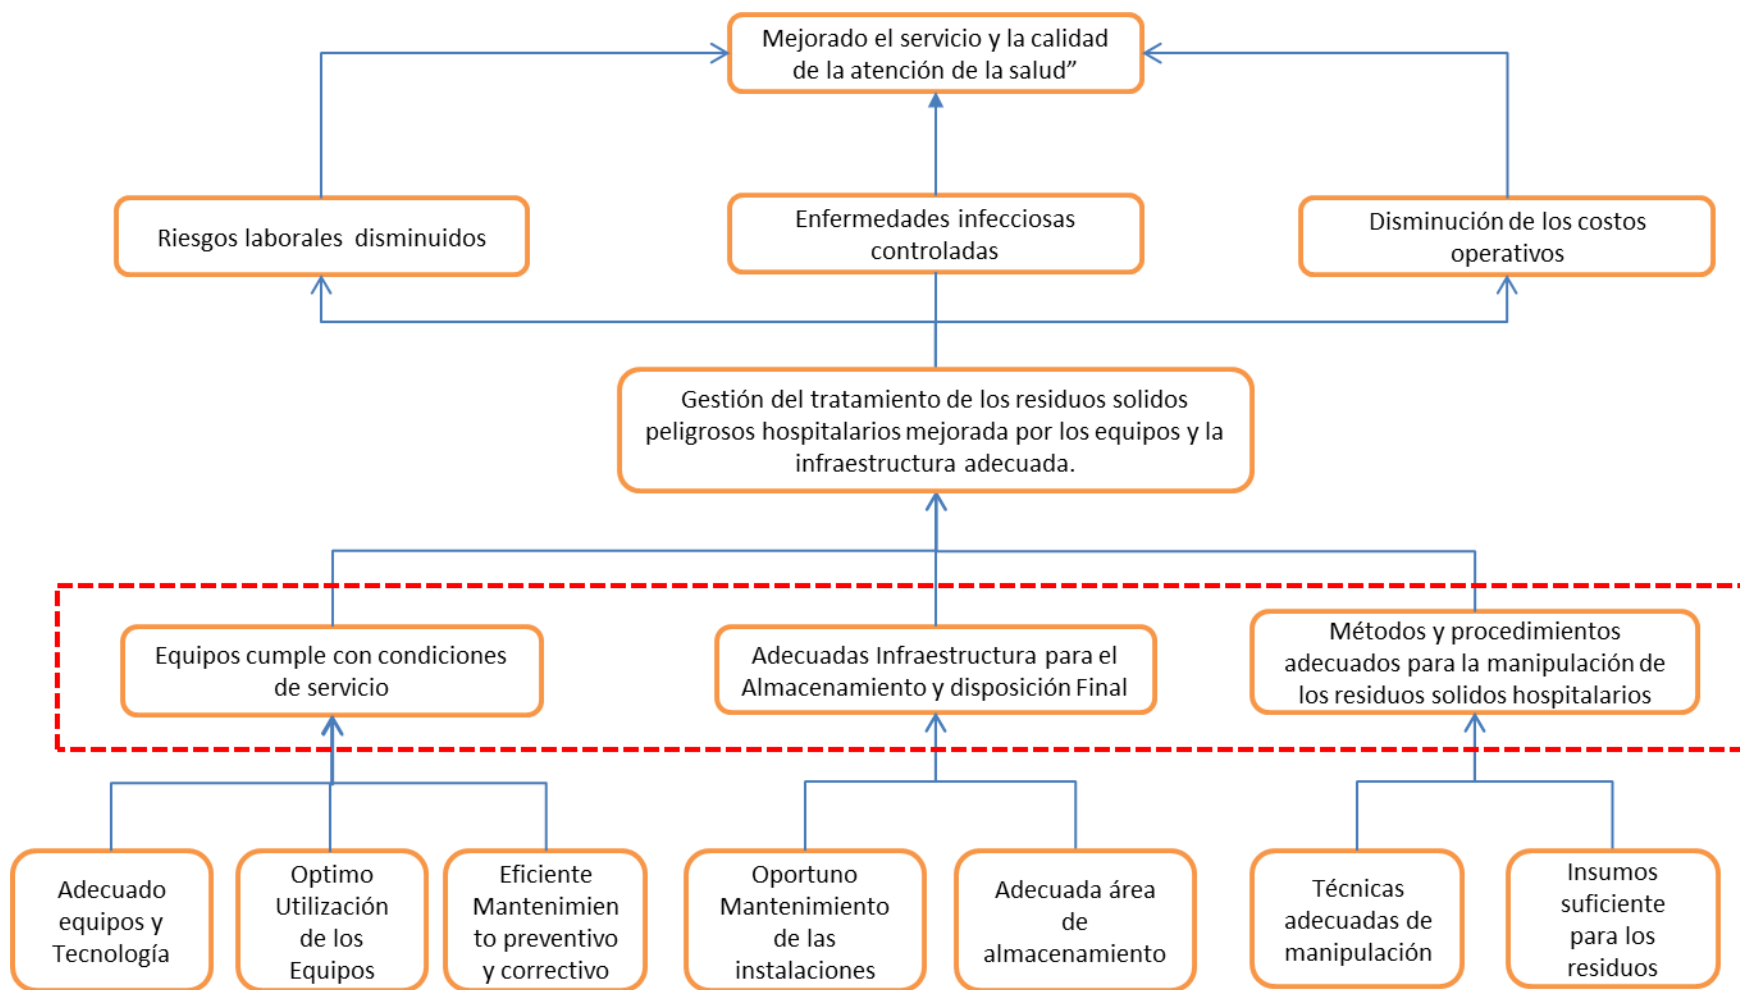 Mejorado el servicio y la calidad
de la atención de la salud”
Riesgos laborales disminuidos
Enfermedades infecciosas
controladas
Disminución de los costos
operativos
Gestión del tratamiento de los residuos solidos
peligrosos hospitalarios mejorada por los equipos y la
infraestructura adecuada.
Equipos cumple con condiciones
de servicio
Adecuadas Infraestructura para el
Almacenamiento y disposición Final
Métodos y procedimientos
adecuados para la manipulación de
los residuos solidos hospitalarios
Adecuado
equipos y
Tecnología
Optimo
Utilización
de los
Equipos
Eficiente
Mantenimien
to preventivo
y correctivo
Oportuno
Mantenimiento
de las
instalaciones
Adecuada área
de
almacenamiento
Técnicas
adecuadas de
manipulación
Insumos
suficiente
para los
residuos